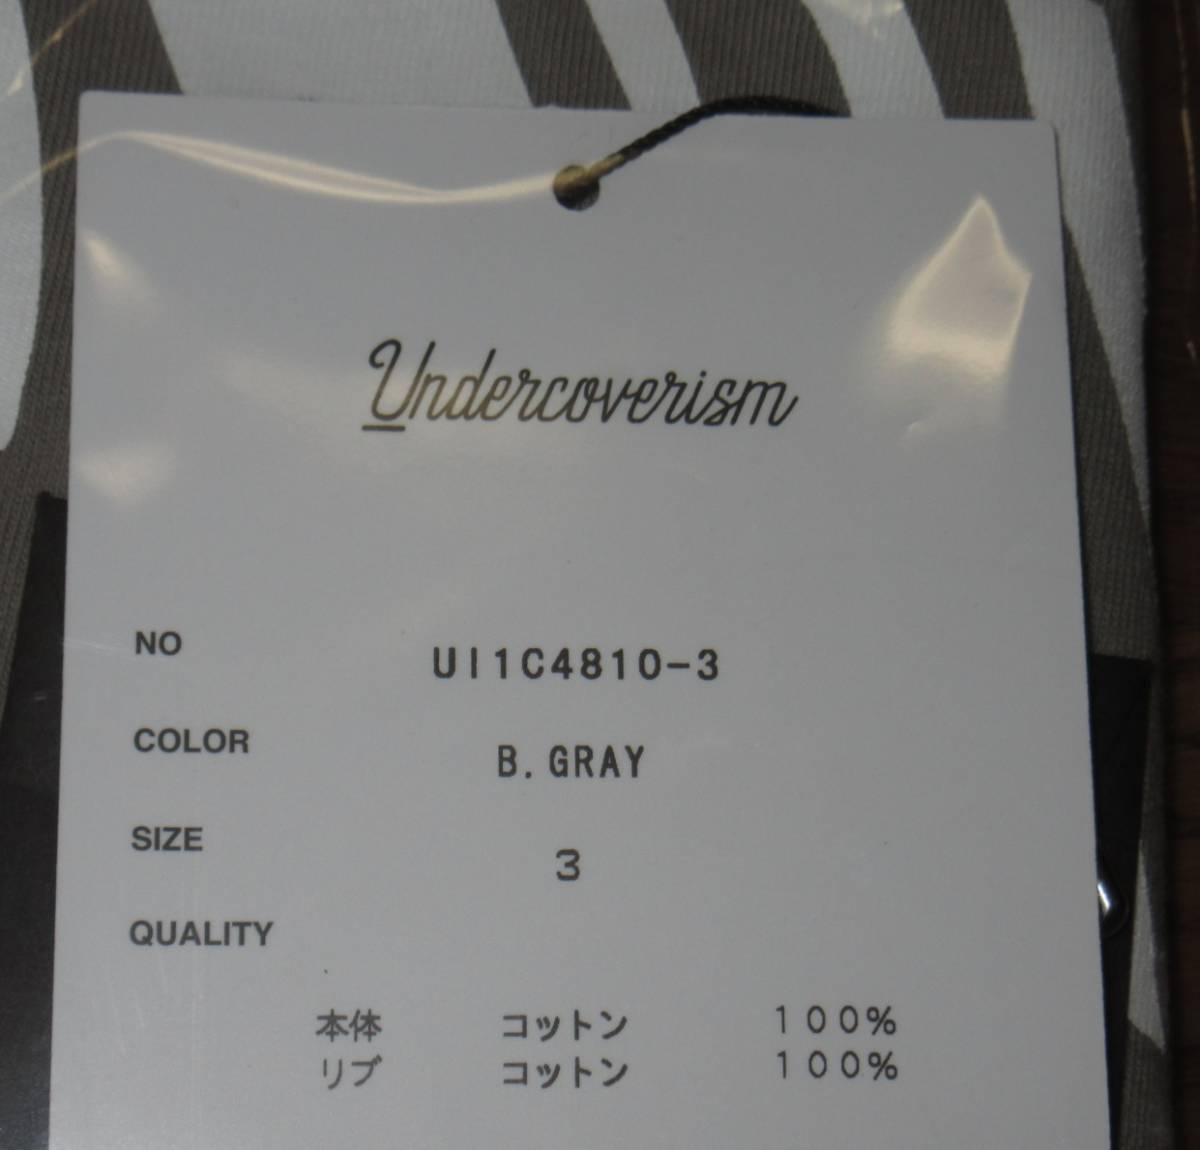 Undercoverism
NO UI1C4810-3
COLOR B. GRAY
SIZE 3
QUALITY
本体 コットン 100%
リブ コットン 100%